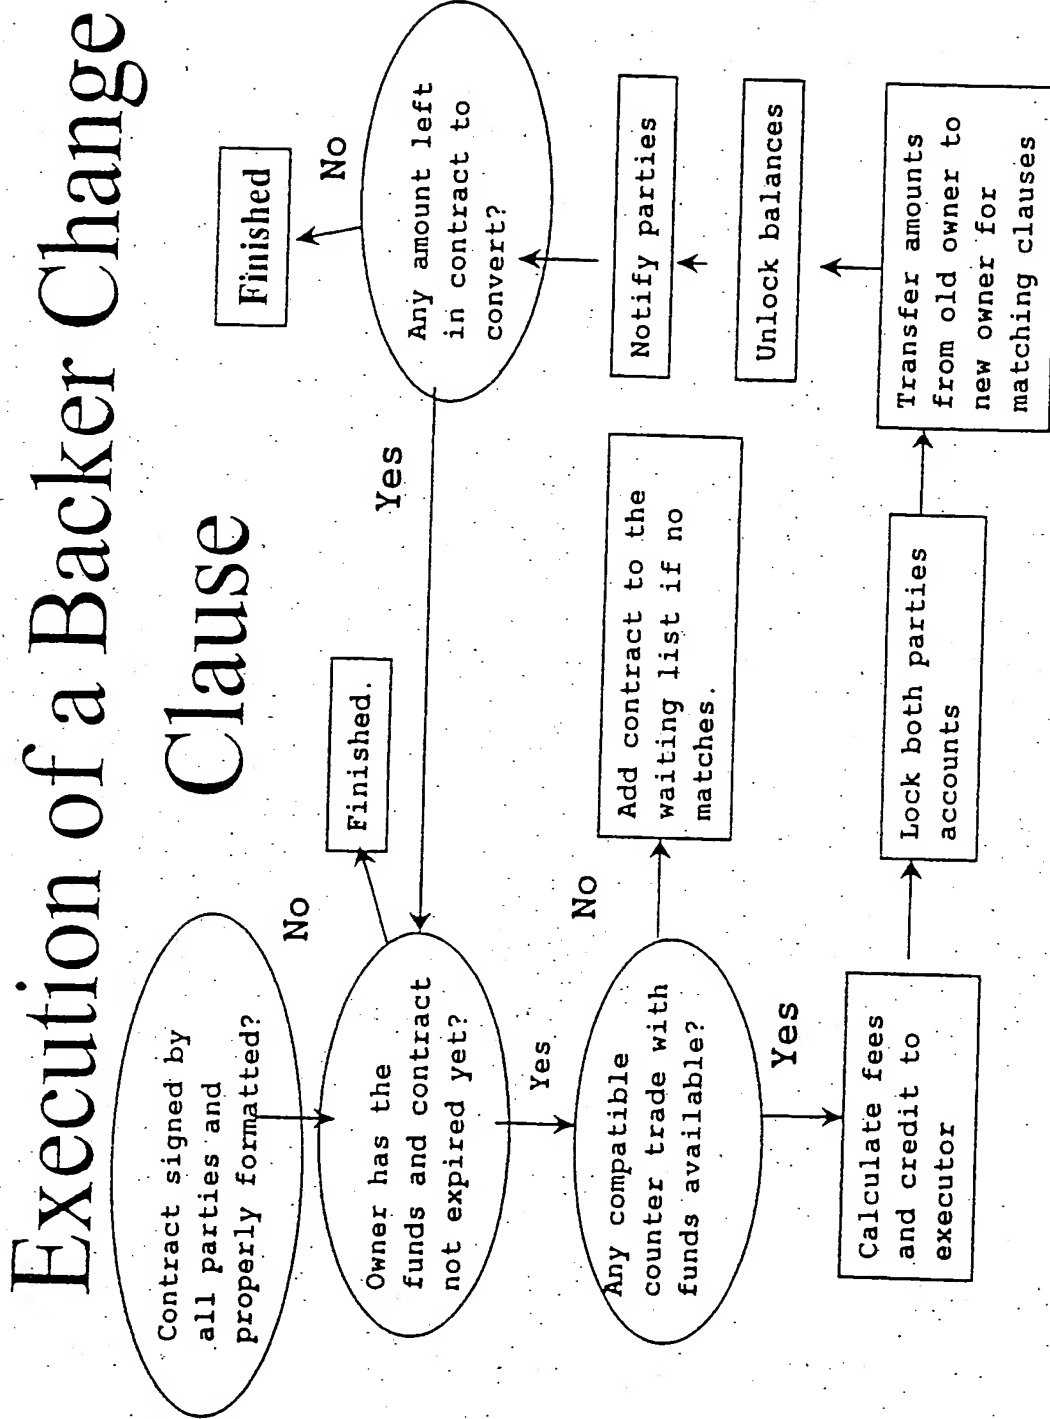 Execution of a Backer Change
Clause
Contract signed by
all parties and
properly formatted?
No
Finished.
Owner has the
funds and contract
not expired yet?
Yes
Any amount left
in contract to
convert?
No
Finished
Yes
Any compatible
counter trade with
funds available?
No
Add contract to the
waiting list if no
matches.
Notify parties
Unlock balances
Yes
Calculate fees
and credit to
executor
Lock both parties
accounts
Transfer amounts
from old owner to
new owner for
matching clauses